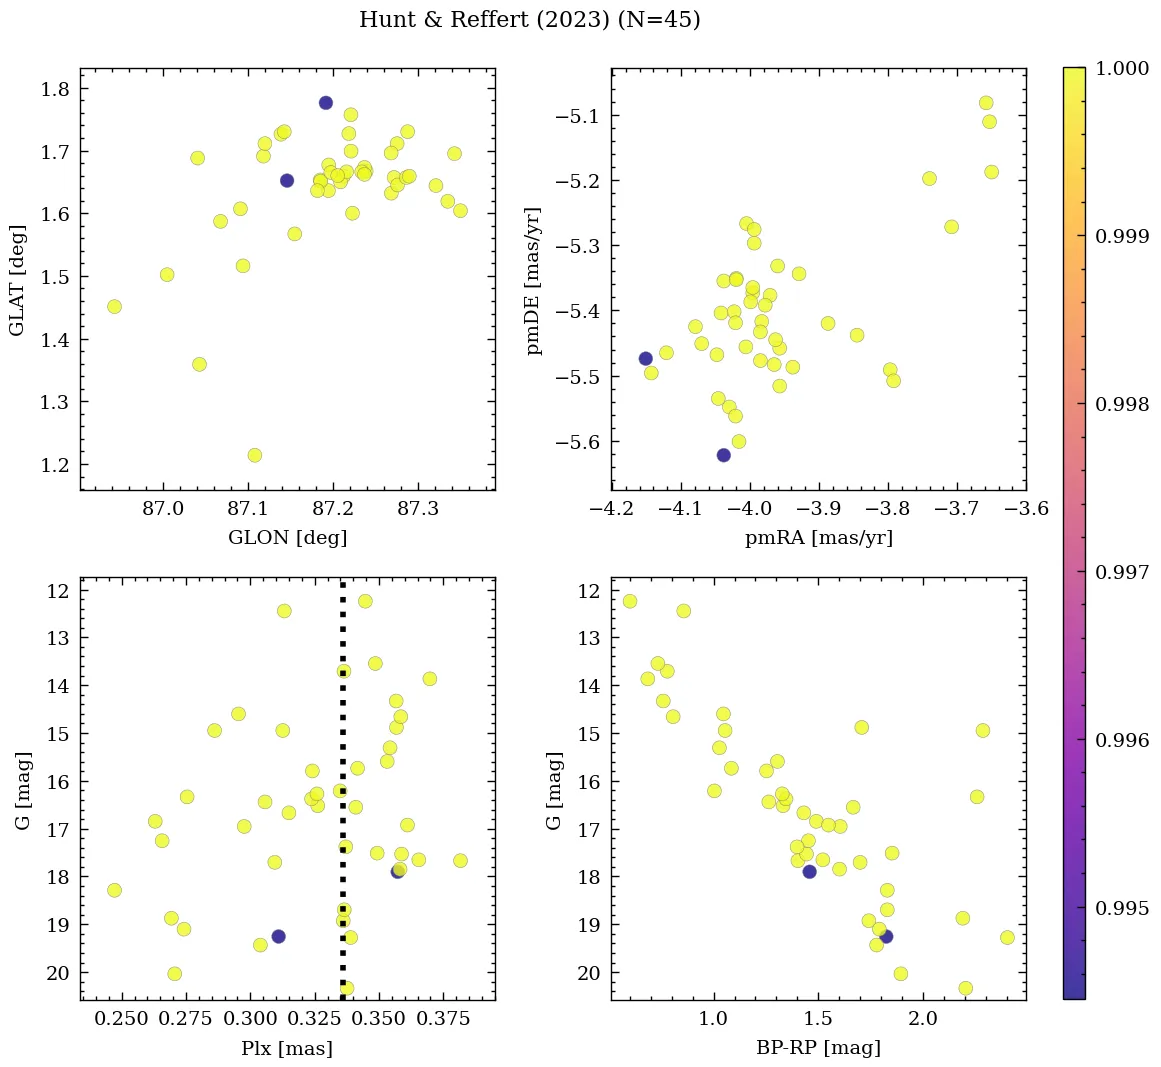 Hunt & Reffert (2023) (N=45)
1.8
1.7
1.6
1.5
1.4
1.3
1.2
GLAT [deg]
87.0 87.1 87.2 87.3
GLON [deg]
−5.1
−5.2
−5.3
−5.4
−5.5
−5.6
pmDE [mas/yr]
−4.2 −4.1 −4.0 −3.9 −3.8 −3.7 −3.6
pmRA [mas/yr]
12
13
14
15
16
17
18
19
20
G [mag]
0.250 0.275 0.300 0.325 0.350 0.375
Plx [mas]
12
13
14
15
16
17
18
19
20
G [mag]
1.0 1.5 2.0
BP-RP [mag]
1.000
0.999
0.998
0.997
0.996
0.995